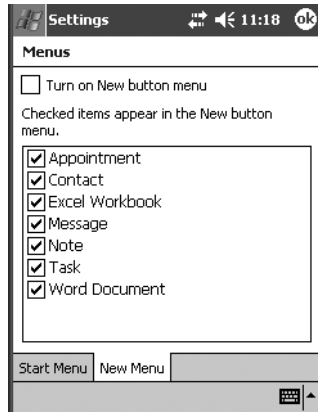 Settings 11:18 ok
Menus
Turn on New button menu
Checked items appear in the New button
menu.
Appointment
Contact
Excel Workbook
Message
Note
Task
Word Document
Start Menu New Menu